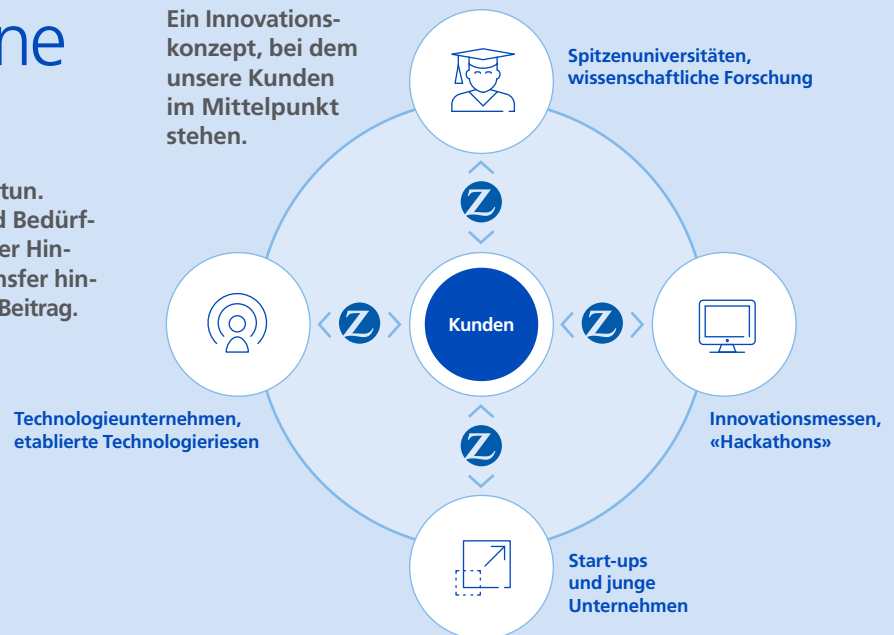 ne
Ein Innovations-
konzept, bei dem
unsere Kunden
im Mittelpunkt
stehen.
tun.
d Bedürf-
er Hin-
nsfer hin-
Beitrag.
Spitzenuniversitäten,
wissenschaftliche Forschung
Z
Z
Kunden
Z
Technologieunternehmen,
etablierte Technologieriesen
Innovationsmessen,
«Hackathons»
Z
Start-ups
und junge
Unternehmen